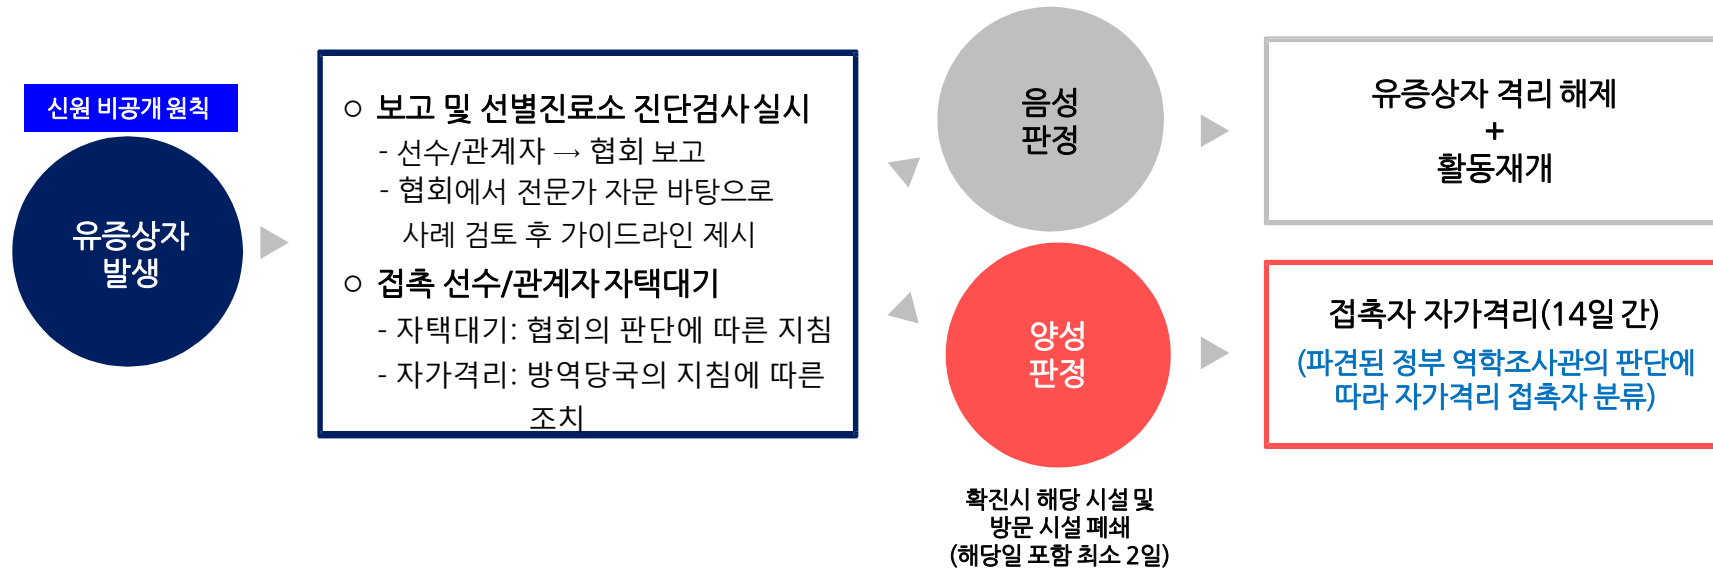 신원 비공개 원칙
유증상자
발생
○ 보고 및 선별진료소 진단검사 실시
- 선수/관계자 → 협회 보고
- 협회에서 전문가 자문 바탕으로
사례 검토 후 가이드라인 제시
○ 접촉 선수/관계자 자택대기
- 자택대기: 협회의 판단에 따른 지침
- 자가격리: 방역당국의 지침에 따른
조치
음성
판정
유증상자 격리 해제
+
활동재개
양성
판정
접촉자 자가격리(14일 간)
(파견된 정부 역학조사관의 판단에
따라 자가격리 접촉자 분류)
확진시 해당 시설 및
방문 시설 폐쇄
(해당일 포함 최소 2일)